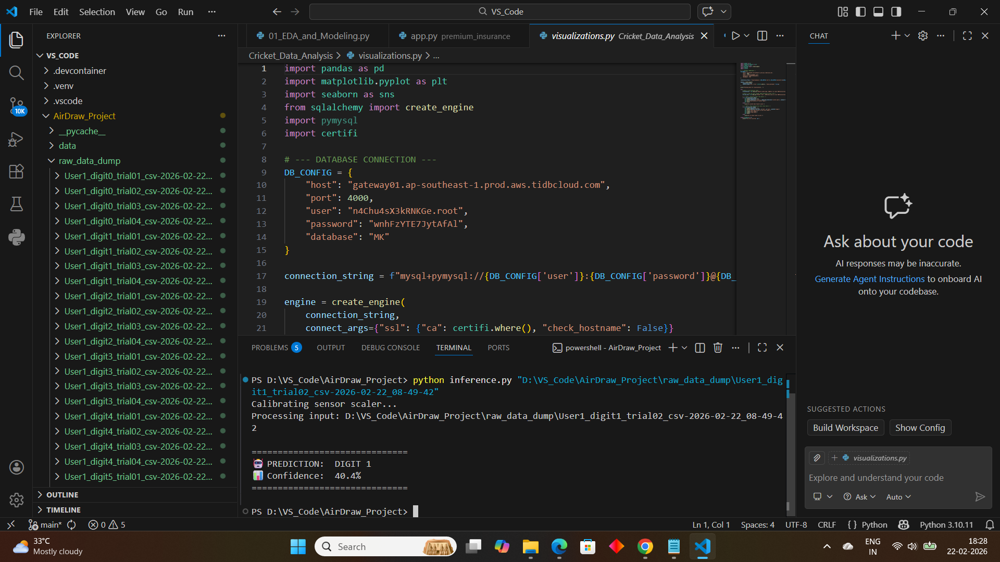 File Edit Selection View Go Run ...
VS_Code
EXPLORER
VS_CODE
.devcontainer
.venv
.vscode
AirDraw_Project
__pycache__
data
raw_data_dump
User1_digit0_trial01_csv-2026-02-22...
User1_digit0_trial02_csv-2026-02-22...
User1_digit0_trial03_csv-2026-02-22...
User1_digit0_trial04_csv-2026-02-22...
User1_digit1_trial01_csv-2026-02-22...
User1_digit1_trial02_csv-2026-02-22...
User1_digit1_trial03_csv-2026-02-22...
User1_digit1_trial04_csv-2026-02-22...
User1_digit2_trial01_csv-2026-02-22...
User1_digit2_trial02_csv-2026-02-22...
User1_digit2_trial03_csv-2026-02-22...
User1_digit2_trial04_csv-2026-02-22...
User1_digit3_trial01_csv-2026-02-22...
User1_digit3_trial02_csv-2026-02-22...
User1_digit3_trial03_csv-2026-02-22...
User1_digit3_trial04_csv-2026-02-22...
User1_digit4_trial01_csv-2026-02-22...
User1_digit4_trial02_csv-2026-02-22...
User1_digit4_trial03_csv-2026-02-22...
User1_digit4_trial04_csv-2026-02-22...
User1_digit5_trial01_csv-2026-02-22...
OUTLINE
TIMELINE
10K
01_EDA_and_Modeling.py
app.py premium_insurance
visualizations.py Cricket_Data_Analysis
Cricket_Data_Analysis > visualizations.py > ...
1 import pandas as pd
2 import matplotlib.pyplot as plt
3 import seaborn as sns
4 from sqlalchemy import create_engine
5 import pymysql
6 import certifi
7
8 # --- DATABASE CONNECTION ---
9 DB_CONFIG = {
10 "host": "gateway01.ap-southeast-1.prod.aws.tidbcloud.com",
11 "port": 4000,
12 "user": "n4Chu4sX3kRNKGe.root",
13 "password": "wnhFzYTE7JytAfAl",
14 "database": "MK"
15 }
16
17 connection_string = f"mysql+pymysql://{DB_CONFIG['user']}:{DB_CONFIG['password']}@{DB_
18
19 engine = create_engine(
20 connection_string,
21 connect_args={"ssl": {"ca": certifi.where(), "check_hostname": False}}
PROBLEMS 5 OUTPUT DEBUG CONSOLE TERMINAL PORTS
powershell - AirDraw_Project
PS D:\VS_Code\AirDraw_Project> python inference.py "D:\VS_Code\AirDraw_Project\raw_data_dump\User1_dig
it1_trial02_csv-2026-02-22_08-49-42"
Calibrating sensor scaler...
Processing input: D:\VS_Code\AirDraw_Project\raw_data_dump\User1_digit1_trial02_csv-2026-02-22_08-49-4
2
==============================
PREDICTION: DIGIT 1
Confidence: 40.4%
==============================
PS D:\VS_Code\AirDraw_Project>
CHAT
Ask about your code
AI responses may be inaccurate.
Generate Agent Instructions to onboard AI
onto your codebase.
SUGGESTED ACTIONS
Build Workspace
Show Config
+ visualizations.py
Explore and understand your code
Ask
Auto
main*
0 5
Ln 1, Col 1
Spaces: 4
UTF-8
CRLF
{ } Python
Python 3.10.11
33°C
Mostly cloudy
Search
ENG
IN
18:28
22-02-2026